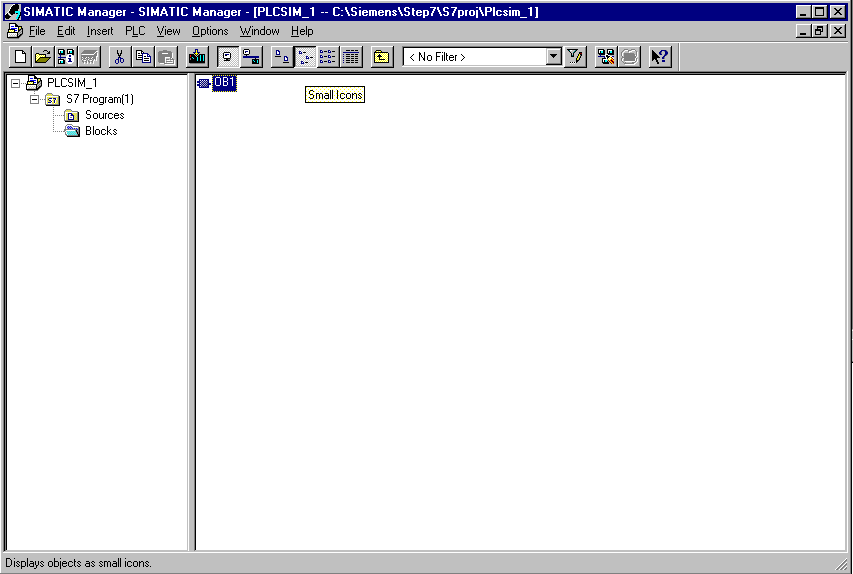 SIMATIC Manager - SIMATIC Manager - [PLCSIM_1 -- C:\Siemens\Step7\S7proj\Plcsim_1]
File Edit Insert PLC View Options Window Help
< No Filter >
PLCSIM_1
S7 Program(1)
Sources
Blocks
OB1
Small Icons
Displays objects as small icons.